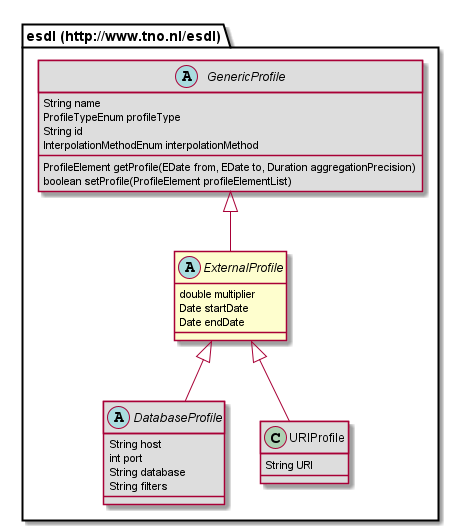 esdl (http://www.tno.nl/esdl)
A GenericProfile
String name
ProfileTypeEnum profileType
String id
InterpolationMethodEnum interpolationMethod
ProfileElement getProfile(EDate from, EDate to, Duration aggregationPrecision)
boolean setProfile(ProfileElement profileElementList)
A ExternalProfile
double multiplier
Date startDate
Date endDate
A DatabaseProfile
String host
int port
String database
String filters
C URIProfile
String URI